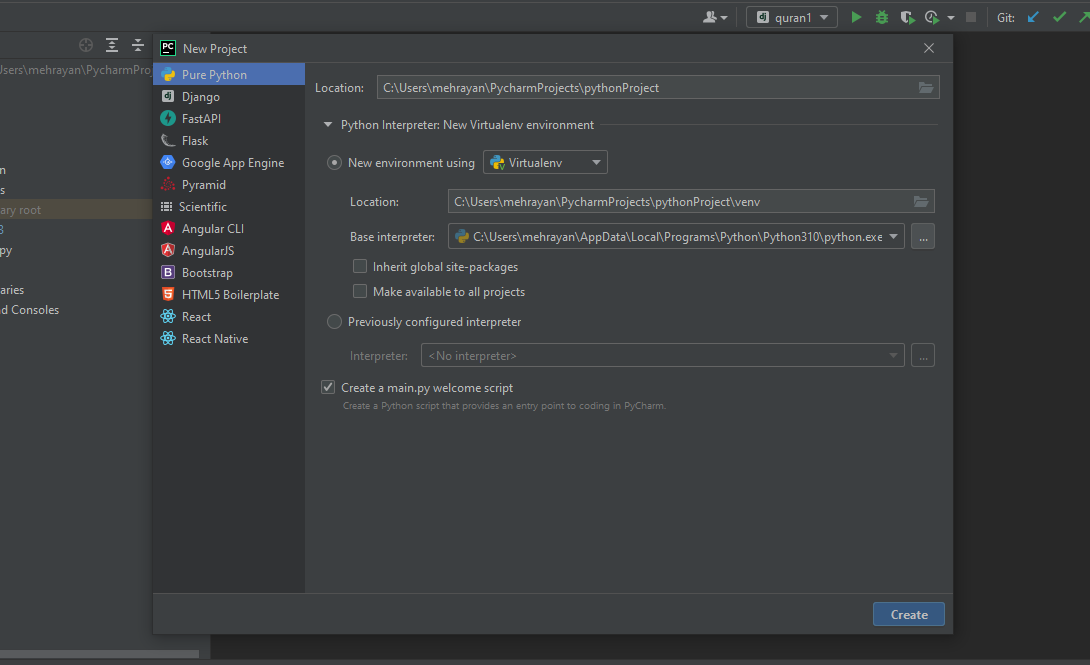 quran1
Git:
sers\mehrayan\PycharmPro
n
s
ary root
3
py
aries
d Consoles
PC New Project
Pure Python
dj Django
FastAPI
Flask
Google App Engine
Pyramid
Scientific
Angular CLI
AngularJS
B Bootstrap
HTML5 Boilerplate
React
React Native
Location: C:\Users\mehrayan\PycharmProjects\pythonProject
Python Interpreter: New Virtualenv environment
New environment using Virtualenv
Location: C:\Users\mehrayan\PycharmProjects\pythonProject\venv
Base interpreter: C:\Users\mehrayan\AppData\Local\Programs\Python\Python310\python.exe ...
Inherit global site-packages
Make available to all projects
Previously configured interpreter
Interpreter: <No interpreter> ...
Create a main.py welcome script
Create a Python script that provides an entry point to coding in PyCharm.
Create